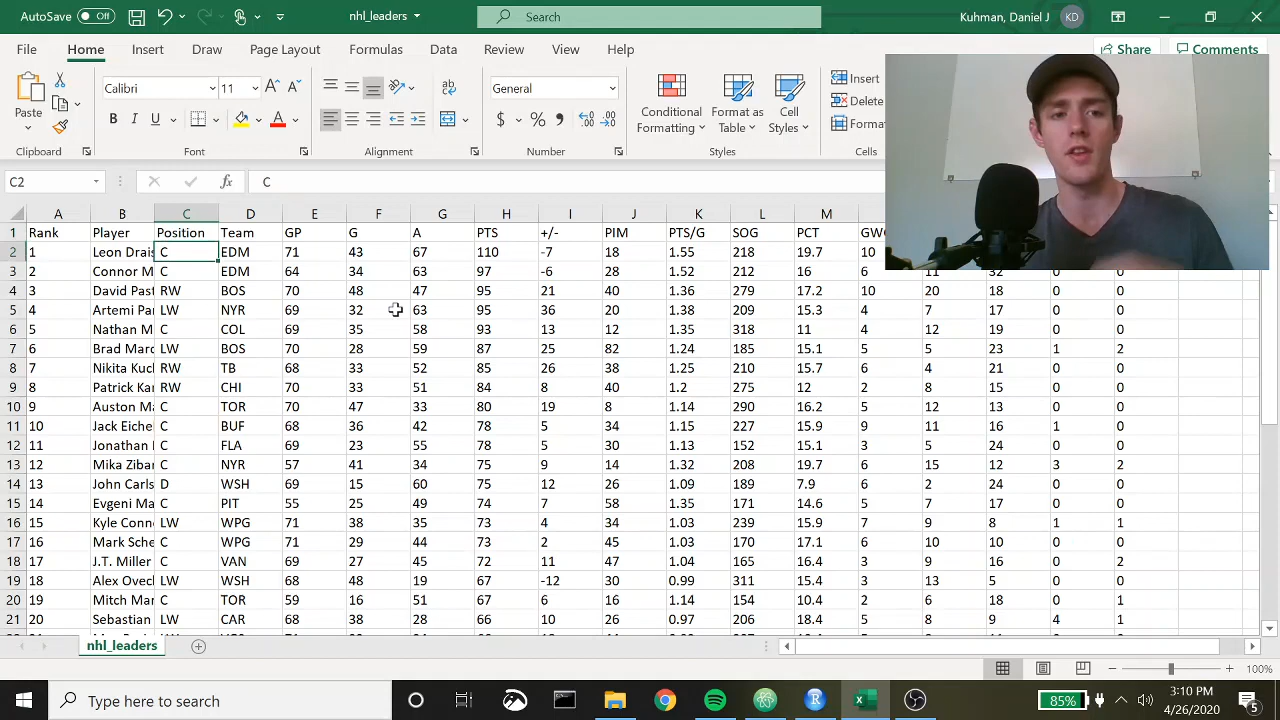 AutoSave Off nhl_leaders Search Kuhman, Daniel J KD
File Home Insert Draw Page Layout Formulas Data Review View Help Share Comments
Paste Calibri 11 General Conditional Formatting Format as Table Cell Styles Insert Delete Forma
Clipboard Font Alignment Number Styles Cells
C2 fx C
A B C D E F G H I J K L M
1 Rank Player Position Team GP G A PTS +/- PIM PTS/G SOG PCT GW
2 1 Leon Drais C EDM 71 43 67 110 -7 18 1.55 218 19.7 10
3 2 Connor M C EDM 64 34 63 97 -6 28 1.52 212 16 6 11 32 0 0
4 3 David Past RW BOS 70 48 47 95 21 40 1.36 279 17.2 10 20 18 0 0
5 4 Artemi Pan LW NYR 69 32 63 95 36 20 1.38 209 15.3 4 7 17 0 0
6 5 Nathan M C COL 69 35 58 93 13 12 1.35 318 11 4 12 19 0 0
7 6 Brad Marc LW BOS 70 28 59 87 25 82 1.24 185 15.1 5 5 23 1 2
8 7 Nikita Kuch RW TB 68 33 52 85 26 38 1.25 210 15.7 6 4 21 0 0
9 8 Patrick Kan RW CHI 70 33 51 84 8 40 1.2 275 12 2 8 15 0 0
10 9 Auston Ma C TOR 70 47 33 80 19 8 1.14 290 16.2 5 12 13 0 0
11 10 Jack Eiche C BUF 68 36 42 78 5 34 1.15 227 15.9 9 11 16 1 0
12 11 Jonathan C FLA 69 23 55 78 5 30 1.13 152 15.1 3 5 24 0 0
13 12 Mika Ziba C NYR 57 41 34 75 9 14 1.32 208 19.7 6 15 12 3 2
14 13 John Carls D WSH 69 15 60 75 12 26 1.09 189 7.9 6 2 24 0 0
15 14 Evgeni Ma C PIT 55 25 49 74 7 58 1.35 171 14.6 5 7 17 0 0
16 15 Kyle Conn LW WPG 71 38 35 73 4 34 1.03 239 15.9 7 9 8 1 1
17 16 Mark Sche C WPG 71 29 44 73 2 45 1.03 170 17.1 6 10 10 0 0
18 17 J.T. Miller C VAN 69 27 45 72 11 47 1.04 165 16.4 3 9 16 0 2
19 18 Alex Ovec LW WSH 68 48 19 67 -12 30 0.99 311 15.4 3 13 5 0 0
20 19 Mitch Mar C TOR 59 16 51 67 6 16 1.14 154 10.4 2 6 18 0 1
21 20 Sebastian LW CAR 68 38 28 66 10 26 0.97 206 18.4 6 8 9 4 1
nhl_leaders
100%
Type here to search 85% 3:10 PM
4/26/2020 5